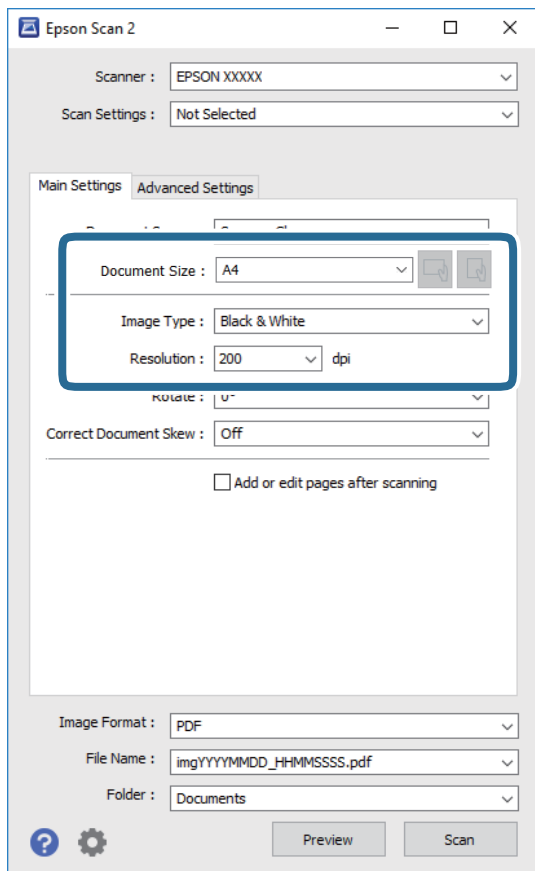 Epson Scan 2
Scanner : EPSON XXXXX
Scan Settings : Not Selected
Main Settings Advanced Settings
Document Size : A4
Image Type : Black & White
Resolution : 200 dpi
Rotate : 0°
Correct Document Skew : Off
Add or edit pages after scanning
Image Format : PDF
File Name : imgYYYYMMDD_HHMMSSSS.pdf
Folder : Documents
? Preview Scan